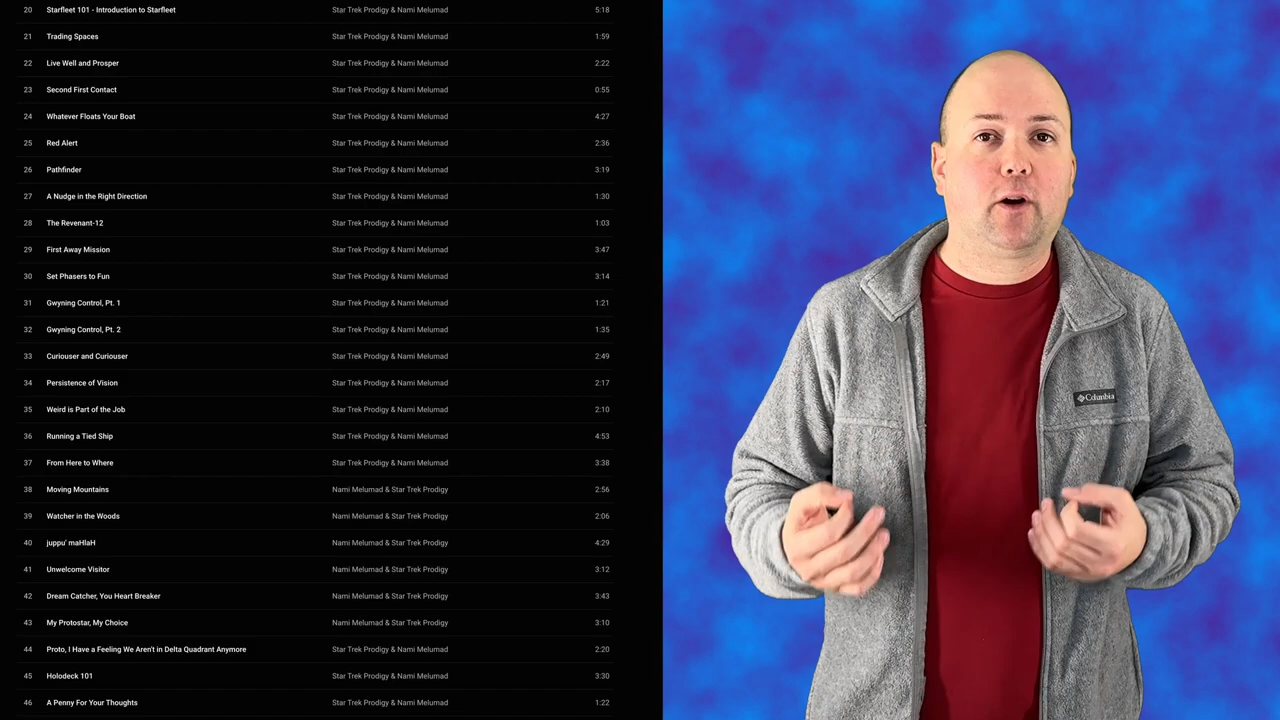 20 Starfleet 101 - Introduction to Starfleet Star Trek Prodigy & Nami Melumad 5:18
21 Trading Spaces Star Trek Prodigy & Nami Melumad 1:59
22 Live Well and Prosper Star Trek Prodigy & Nami Melumad 2:22
23 Second First Contact Star Trek Prodigy & Nami Melumad 0:55
24 Whatever Floats Your Boat Star Trek Prodigy & Nami Melumad 4:27
25 Red Alert Star Trek Prodigy & Nami Melumad 2:36
26 Pathfinder Star Trek Prodigy & Nami Melumad 3:19
27 A Nudge in the Right Direction Star Trek Prodigy & Nami Melumad 1:30
28 The Revenant-12 Star Trek Prodigy & Nami Melumad 1:03
29 First Away Mission Star Trek Prodigy & Nami Melumad 3:47
30 Set Phasers to Fun Star Trek Prodigy & Nami Melumad 3:14
31 Gwyning Control, Pt. 1 Star Trek Prodigy & Nami Melumad 1:21
32 Gwyning Control, Pt. 2 Star Trek Prodigy & Nami Melumad 1:35
33 Curiouser and Curiouser Star Trek Prodigy & Nami Melumad 2:49
34 Persistence of Vision Star Trek Prodigy & Nami Melumad 2:17
35 Weird is Part of the Job Star Trek Prodigy & Nami Melumad 2:10
36 Running a Tied Ship Star Trek Prodigy & Nami Melumad 4:53
37 From Here to Where Star Trek Prodigy & Nami Melumad 3:38
38 Moving Mountains Nami Melumad & Star Trek Prodigy 2:56
39 Watcher in the Woods Nami Melumad & Star Trek Prodigy 2:06
40 juppu' maHlaH Nami Melumad & Star Trek Prodigy 4:29
41 Unwelcome Visitor Nami Melumad & Star Trek Prodigy 3:12
42 Dream Catcher, You Heart Breaker Nami Melumad & Star Trek Prodigy 3:43
43 My Protostar, My Choice Nami Melumad & Star Trek Prodigy 3:10
44 Proto, I Have a Feeling We Aren't in Delta Quadrant Anymore Star Trek Prodigy & Nami Melumad 2:20
45 Holodeck 101 Star Trek Prodigy & Nami Melumad 3:30
46 A Penny For Your Thoughts Star Trek Prodigy & Nami Melumad 1:22
Columbia